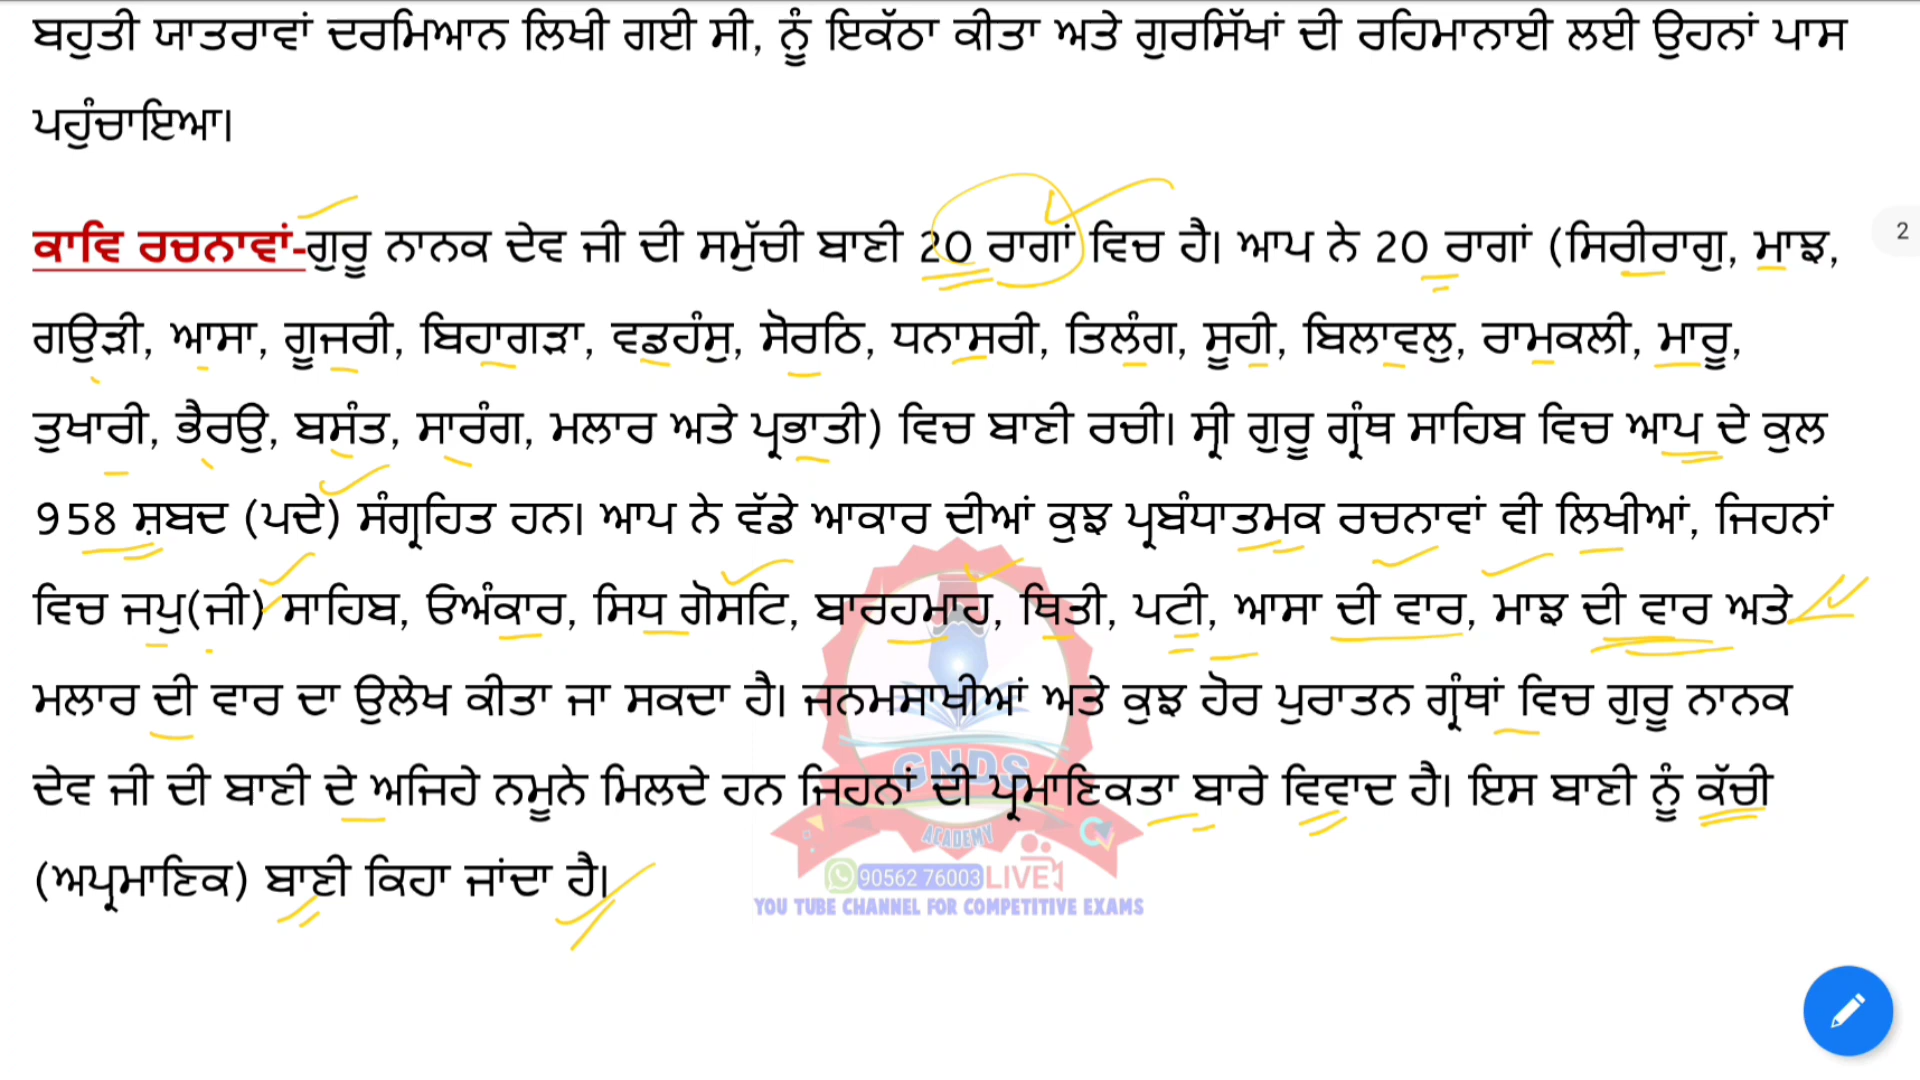 ਬਹੁਤੀ ਯਾਤਰਾਵਾਂ ਦਰਮਿਆਨ ਲਿਖੀ ਗਈ ਸੀ, ਨੂੰ ਇਕੱਠਾ ਕੀਤਾ ਅਤੇ ਗੁਰਸਿੱਖਾਂ ਦੀ ਰਹਿਮਾਨਾਈ ਲਈ ਉਹਨਾਂ ਪਾਸ
ਪਹੁੰਚਾਇਆ।
ਕਾਵਿ ਰਚਨਾਵਾਂ-ਗੁਰੂ ਨਾਨਕ ਦੇਵ ਜੀ ਦੀ ਸਮੁੱਚੀ ਬਾਣੀ 20 ਰਾਗਾਂ ਵਿਚ ਹੈ। ਆਪ ਨੇ 20 ਰਾਗਾਂ (ਸਿਰੀਰਾਗੁ, ਮਾਝ,
2
ਗਉੜੀ, ਆਸਾ, ਗੂਜਰੀ, ਬਿਹਾਗੜਾ, ਵਡਹੰਸੁ, ਸੋਰਠਿ, ਧਨਾਸਰੀ, ਤਿਲੰਗ, ਸੂਹੀ, ਬਿਲਾਵਲੁ, ਰਾਮਕਲੀ, ਮਾਰੂ,
ਤੁਖਾਰੀ, ਭੈਰਉ, ਬਸੰਤ, ਸਾਰੰਗ, ਮਲਾਰ ਅਤੇ ਪ੍ਰਭਾਤੀ) ਵਿਚ ਬਾਣੀ ਰਚੀ। ਸ੍ਰੀ ਗੁਰੂ ਗ੍ਰੰਥ ਸਾਹਿਬ ਵਿਚ ਆਪ ਦੇ ਕੁਲ
958 ਸ਼ਬਦ (ਪਦੇ) ਸੰਗ੍ਰਹਿਤ ਹਨ। ਆਪ ਨੇ ਵੱਡੇ ਆਕਾਰ ਦੀਆਂ ਕੁਝ ਪ੍ਰਬੰਧਾਤਮਕ ਰਚਨਾਵਾਂ ਵੀ ਲਿਖੀਆਂ, ਜਿਹਨਾਂ
ਵਿਚ ਜਪੁ(ਜੀ) ਸਾਹਿਬ, ਓਅੰਕਾਰ, ਸਿਧ ਗੋਸਟਿ, ਬਾਰਹਮਾਹ, ਥਿਤੀ, ਪਟੀ, ਆਸਾ ਦੀ ਵਾਰ, ਮਾਝ ਦੀ ਵਾਰ ਅਤੇ
ਮਲਾਰ ਦੀ ਵਾਰ ਦਾ ਉਲੇਖ ਕੀਤਾ ਜਾ ਸਕਦਾ ਹੈ। ਜਨਮਸਾਖੀਆਂ ਅਤੇ ਕੁਝ ਹੋਰ ਪੁਰਾਤਨ ਗ੍ਰੰਥਾਂ ਵਿਚ ਗੁਰੂ ਨਾਨਕ
ਦੇਵ ਜੀ ਦੀ ਬਾਣੀ ਦੇ ਅਜਿਹੇ ਨਮੂਨੇ ਮਿਲਦੇ ਹਨ ਜਿਹਨਾਂ ਦੀ ਪ੍ਰਮਾਣਿਕਤਾ ਬਾਰੇ ਵਿਵਾਦ ਹੈ। ਇਸ ਬਾਣੀ ਨੂੰ ਕੱਚੀ
(ਅਪ੍ਰਮਾਣਿਕ) ਬਾਣੀ ਕਿਹਾ ਜਾਂਦਾ ਹੈ।
GNDS
ACADEMY
90562 76003 LIVE
YOU TUBE CHANNEL FOR COMPETITIVE EXAMS